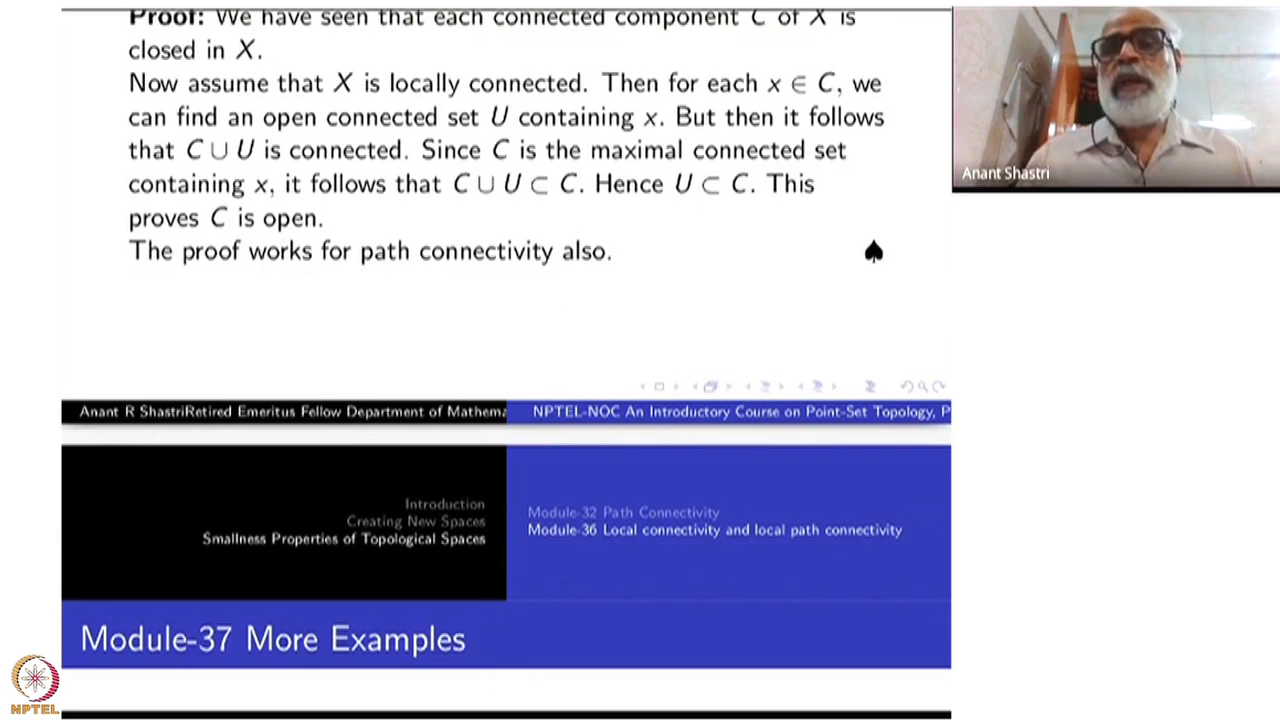 Proof: We have seen that each connected component C of X is
closed in X.
Now assume that X is locally connected. Then for each x ∈ C, we
can find an open connected set U containing x. But then it follows
that C ∪ U is connected. Since C is the maximal connected set
containing x, it follows that C ∪ U ⊂ C. Hence U ⊂ C. This
proves C is open.
The proof works for path connectivity also. ♠
Anant Shastri
Anant R ShastriRetired Emeritus Fellow Department of Mathema
NPTEL-NOC An Introductory Course on Point-Set Topology, P
Introduction
Creating New Spaces
Smallness Properties of Topological Spaces
Module-32 Path Connectivity
Module-36 Local connectivity and local path connectivity
Module-37 More Examples
NPTEL